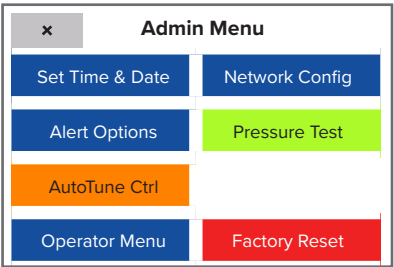 × Admin Menu
Set Time & Date Network Config
Alert Options Pressure Test
AutoTune Ctrl
Operator Menu Factory Reset